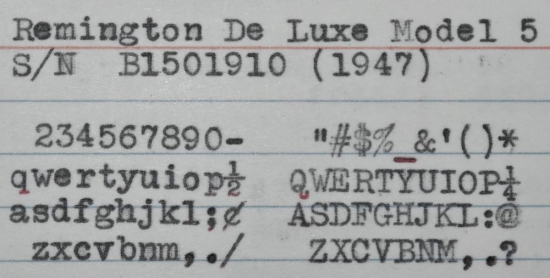 Remington De Luxe Model 5
S/N B1501910 (1947)
234567890- "#$%_&'()*
qwertyuiop½ QWERTYUIOP¼
asdfghjkl;¢ ASDFGHJKL:@
zxcvbnm,./ ZXCVBNM,.?